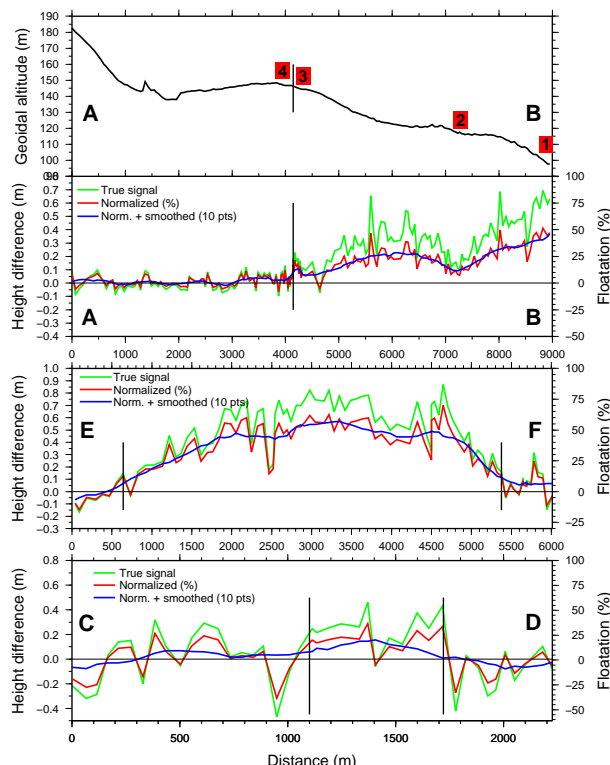 190
180
170
160
150
140
130
120
110
100
90
Geoidal altitude (m)
4
3
2
1
A
B
0.8
0.7
0.6
0.5
0.4
0.3
0.2
0.1
0.0
−0.1
−0.2
−0.3
−0.4
Height difference (m)
True signal
Normalized (%)
Norm. + smoothed (10 pts)
A
B
100
75
50
25
0
−25
−50
Floatation (%)
0 1000 2000 3000 4000 5000 6000 7000 8000 9000
1.0
0.9
0.8
0.7
0.6
0.5
0.4
0.3
0.2
0.1
0.0
−0.1
−0.2
−0.3
Height difference (m)
True signal
Normalized (%)
Norm. + smoothed (10 pts)
E
F
100
75
50
25
0
−25
Floatation (%)
0 500 1000 1500 2000 2500 3000 3500 4000 4500 5000 5500 6000
0.8
0.6
0.4
0.2
0.0
−0.2
−0.4
Height difference (m)
True signal
Normalized (%)
Norm. + smoothed (10 pts)
C
D
100
75
50
25
0
−25
−50
Floatation (%)
0 500 1000 1500 2000
Distance (m)